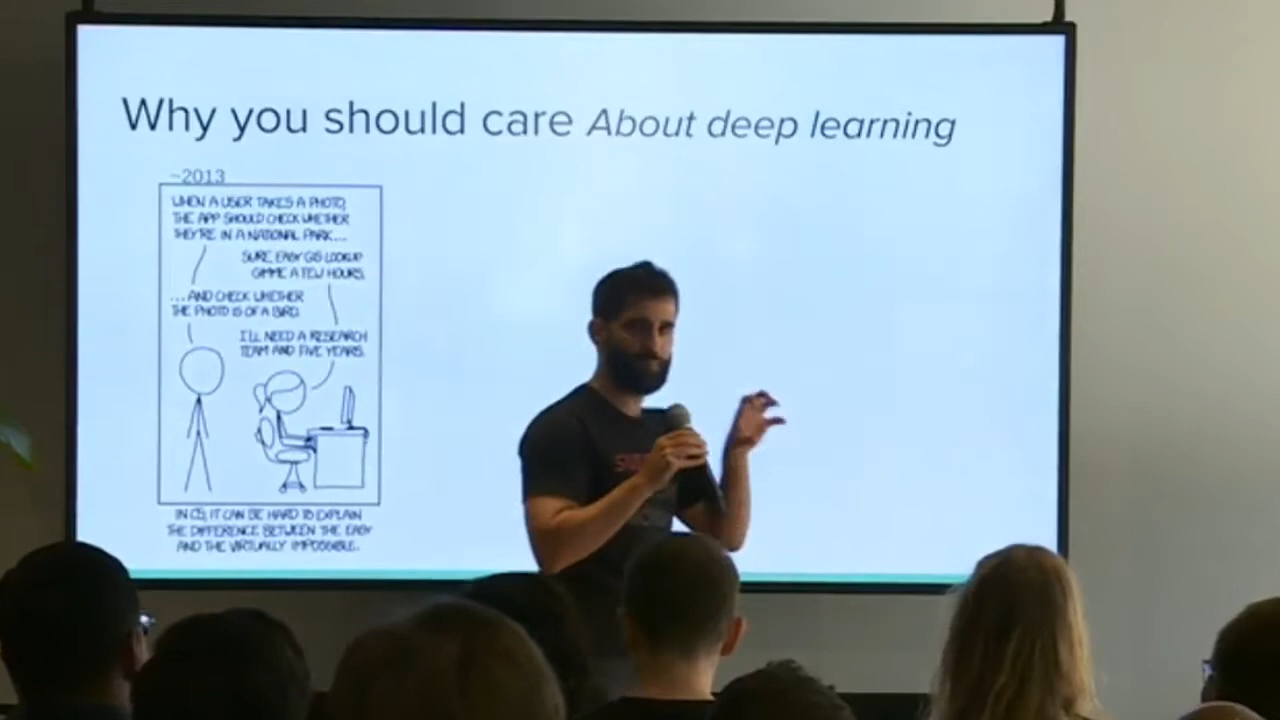 Why you should care About deep learning
~2013
WHEN A USER TAKES A PHOTO,
THE APP SHOULD CHECK WHETHER
THEY'RE IN A NATIONAL PARK...
SURE, EASY GIS LOOKUP.
GIMME A FEW HOURS.
...AND CHECK WHETHER
THE PHOTO IS OF A BIRD.
I'LL NEED A RESEARCH
TEAM AND FIVE YEARS.
IN CS, IT CAN BE HARD TO EXPLAIN
THE DIFFERENCE BETWEEN THE EASY
AND THE VIRTUALLY IMPOSSIBLE.